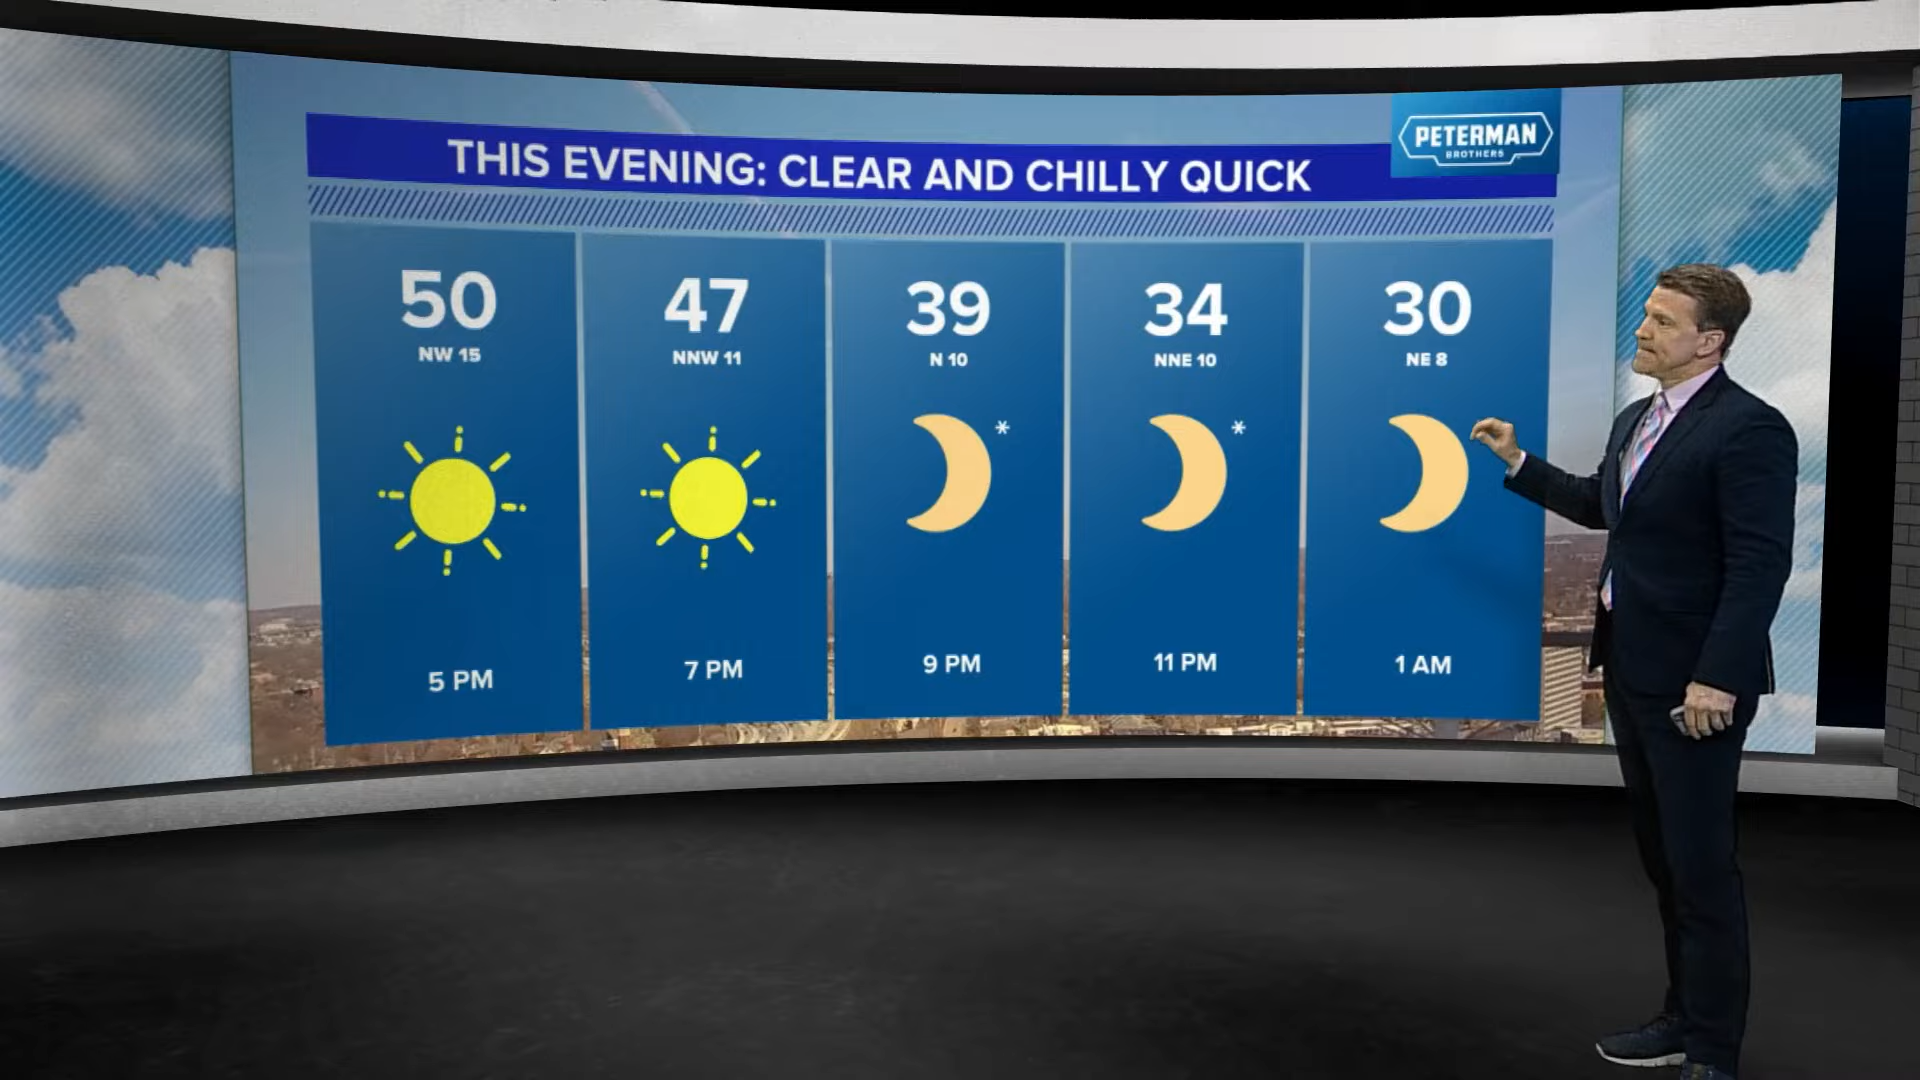 THIS EVENING: CLEAR AND CHILLY QUICK
PETERMAN
BROTHERS
50
NW 15
5 PM
47
NNW 11
7 PM
39
N 10
*
9 PM
34
NNE 10
*
11 PM
30
NE 8
1 AM